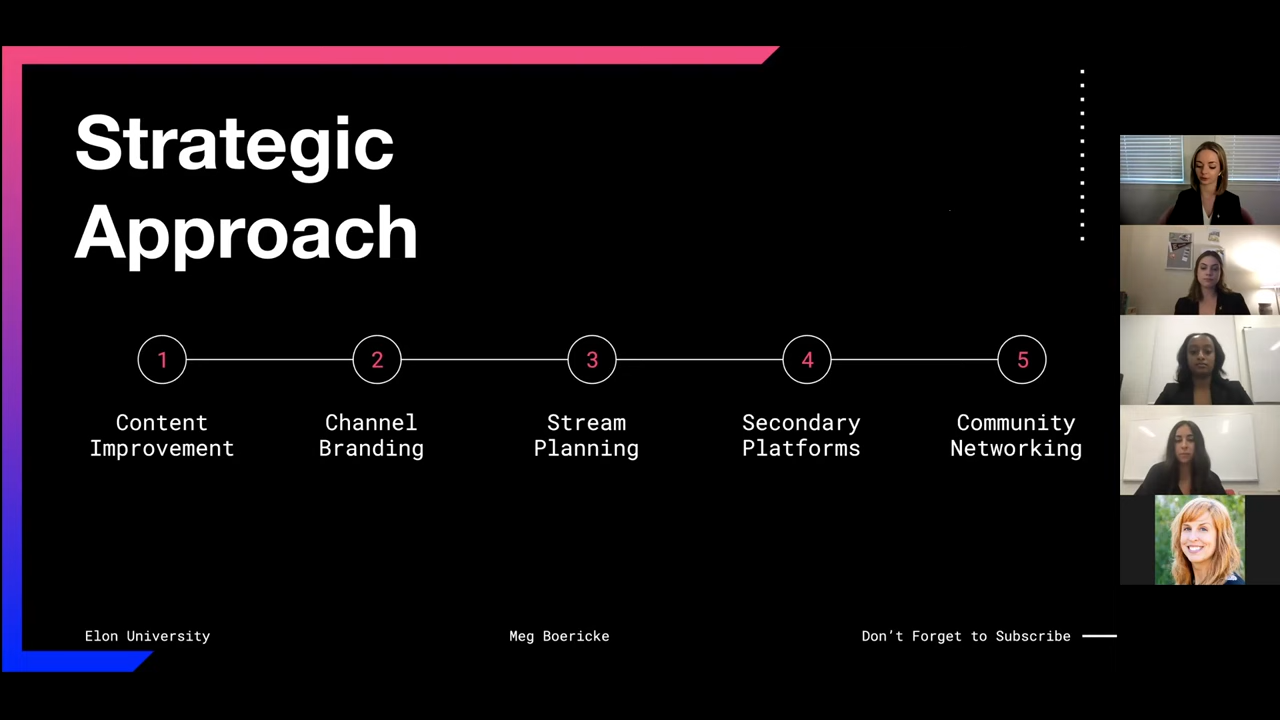 Strategic
Approach
1
2
3
4
5
Content
Improvement
Channel
Branding
Stream
Planning
Secondary
Platforms
Community
Networking
Elon University
Meg Boericke
Don’t Forget to Subscribe